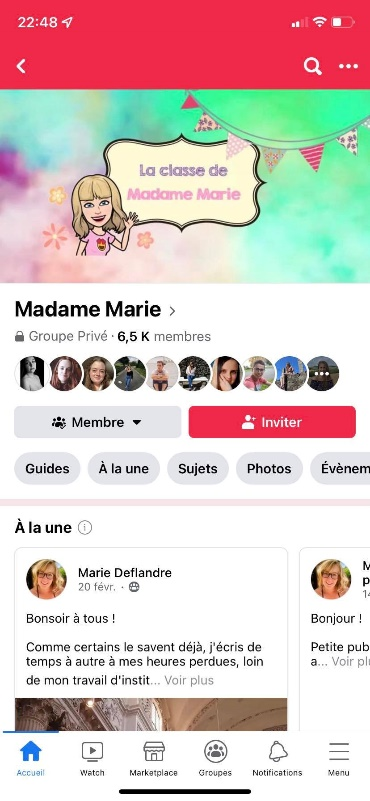 22:48
La classe de
Madame Marie
Madame Marie
Groupe Privé · 6,5 K membres
Membre
Inviter
Guides
À la une
Sujets
Photos
Évènem
À la une
Marie Deflandre
20 févr. ·
Bonsoir à tous !
Comme certains le savent déjà, j'écris de
temps à autre à mes heures perdues, loin
de mon travail d'instit... Voir plus
M
p
14
Bonjour !
Petite pub
a... Voir plu
Accueil
Watch
Marketplace
Groupes
Notifications
Menu